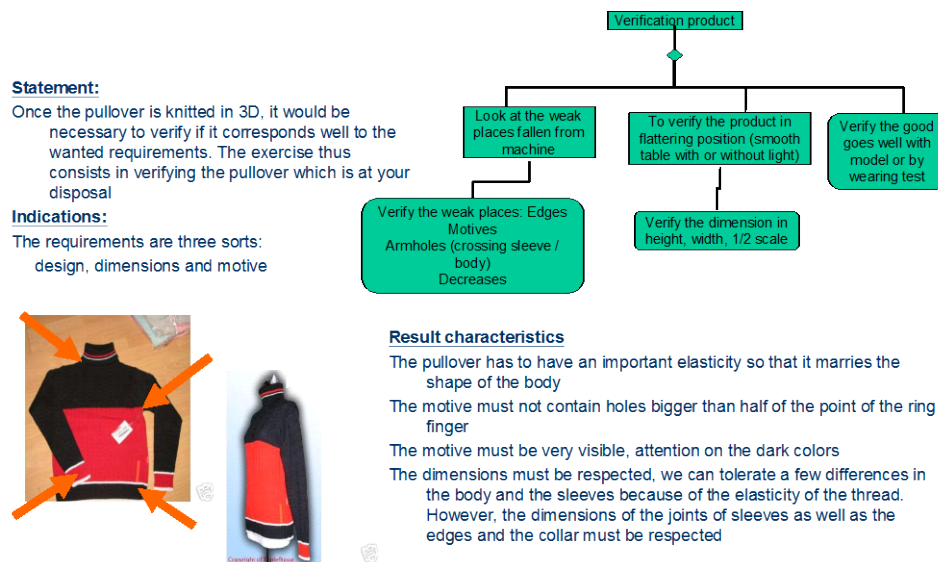 Verification product
Statement:
Once the pullover is knitted in 3D, it would be
necessary to verify if it corresponds well to the
wanted requirements. The exercise thus
consists in verifying the pullover which is at your
disposal
Indications:
The requirements are three sorts:
design, dimensions and motive
Look at the weak
places fallen from
machine
To verify the product in
flattering position (smooth
table with or without light)
Verify the good
goes well with
model or by
wearing test
Verify the weak places: Edges
Motives
Armholes (crossing sleeve /
body)
Decreases
Verify the dimension in
height, width, 1/2 scale
Result characteristics
The pullover has to have an important elasticity so that it marries the
shape of the body
The motive must not contain holes bigger than half of the point of the ring
finger
The motive must be very visible, attention on the dark colors
The dimensions must be respected, we can tolerate a few differences in
the body and the sleeves because of the elasticity of the thread.
However, the dimensions of the joints of sleeves as well as the
edges and the collar must be respected
Copyright of